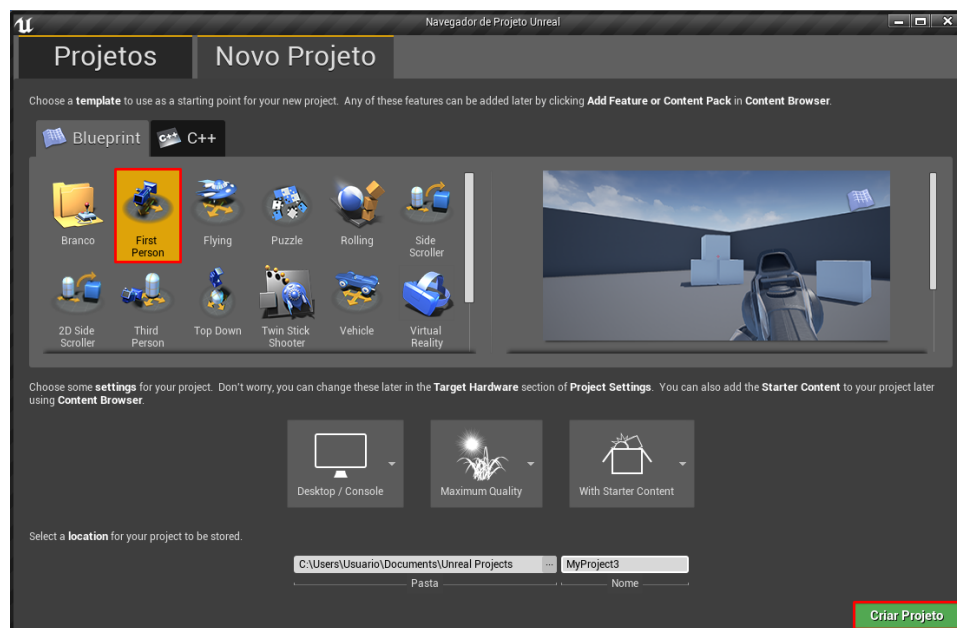 Navegador de Projeto Unreal
Projetos
Novo Projeto
Choose a template to use as a starting point for your new project. Any of these features can be added later by clicking Add Feature or Content Pack in Content Browser.
Blueprint
C++
C++
Branco
First
Person
Flying
Puzzle
Rolling
Side
Scroller
2D Side
Scroller
Third
Person
Top Down
Twin Stick
Shooter
Vehicle
Virtual
Reality
Choose some settings for your project. Don't worry, you can change these later in the Target Hardware section of Project Settings. You can also add the Starter Content to your project later
using Content Browser.
Desktop / Console
Maximum Quality
With Starter Content
Select a location for your project to be stored.
C:\Users\Usuario\Documents\Unreal Projects
...
MyProject3
Pasta
Nome
Criar Projeto